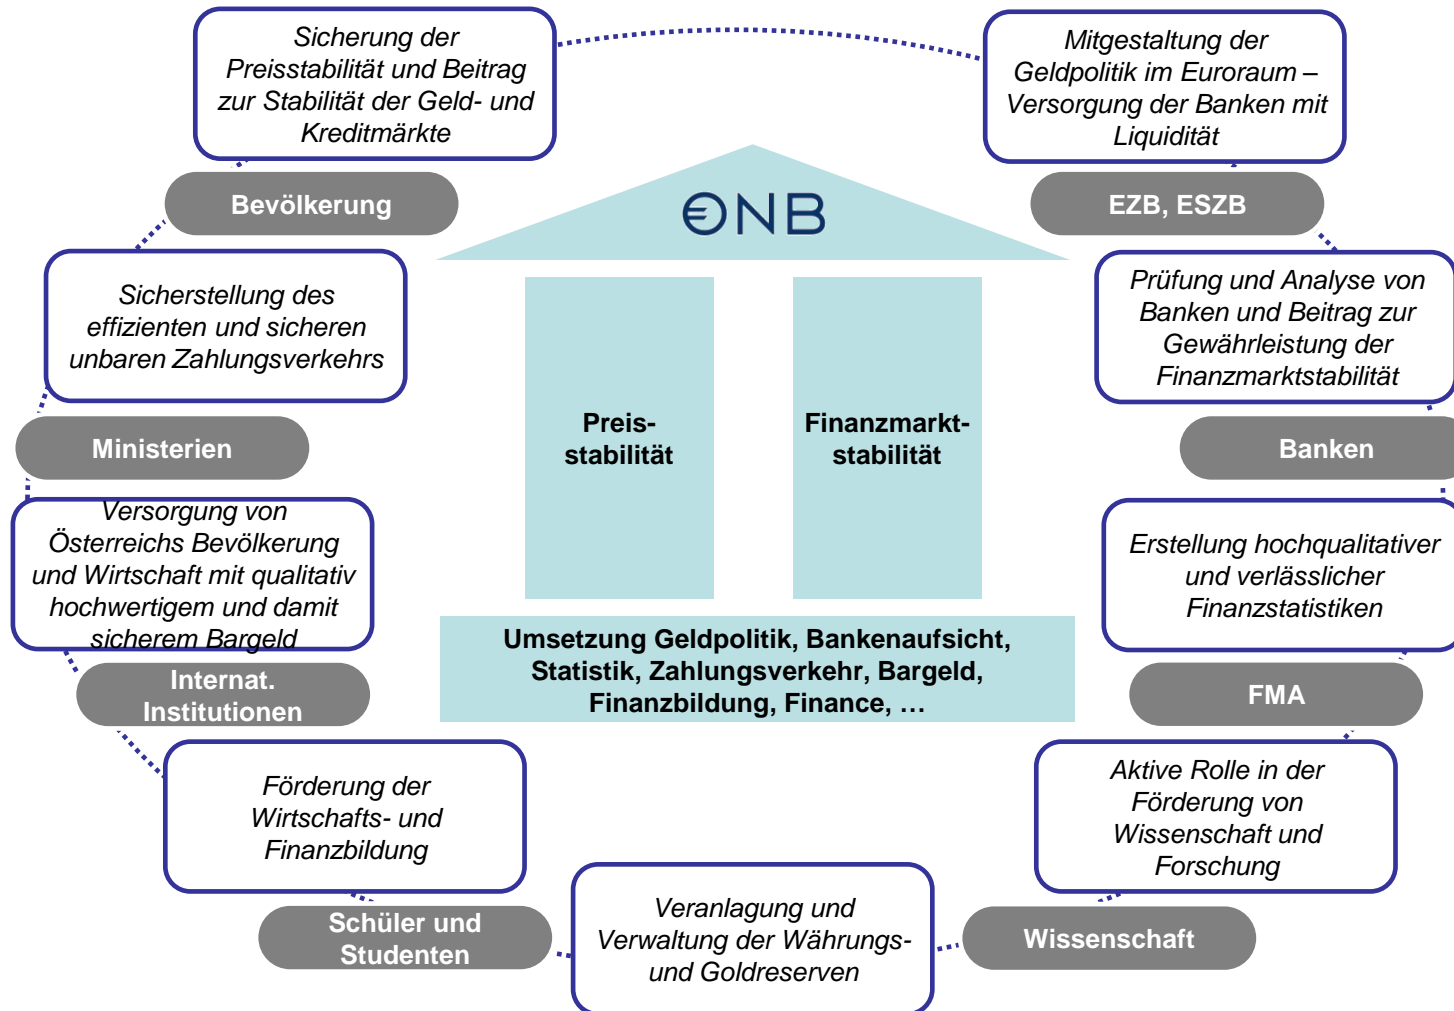 Sicherung der
Preisstabilität und Beitrag
zur Stabilität der Geld- und
Kreditmärkte
Mitgestaltung der
Geldpolitik im Euroraum –
Versorgung der Banken mit
Liquidität
Bevölkerung
€NB
EZB, ESZB
Sicherstellung des
effizienten und sicheren
unbaren Zahlungsverkehrs
Prüfung und Analyse von
Banken und Beitrag zur
Gewährleistung der
Finanzmarktstabilität
Preis-
stabilität
Finanzmarkt-
stabilität
Ministerien
Banken
Versorgung von
Österreichs Bevölkerung
und Wirtschaft mit qualitativ
hochwertigem und damit
sicherem Bargeld
Erstellung hochqualitativer
und verlässlicher
Finanzstatistiken
Umsetzung Geldpolitik, Bankenaufsicht,
Statistik, Zahlungsverkehr, Bargeld,
Finanzbildung, Finance, …
Internat.
Institutionen
FMA
Förderung der
Wirtschafts- und
Finanzbildung
Aktive Rolle in der
Förderung von
Wissenschaft und
Forschung
Veranlagung und
Verwaltung der Währungs-
und Goldreserven
Schüler und
Studenten
Wissenschaft